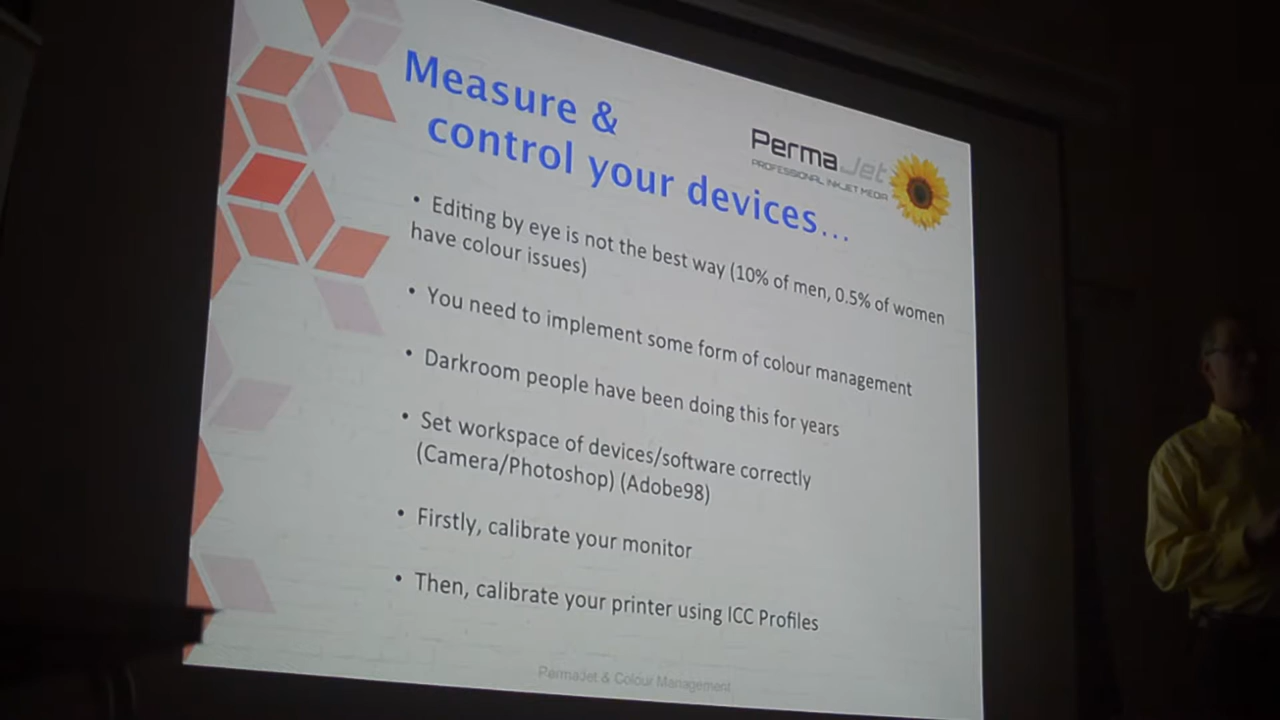 Measure &
control your devices...
PermaJet
PROFESSIONAL INKJET MEDIA
• Editing by eye is not the best way (10% of men, 0.5% of women
have colour issues)
• You need to implement some form of colour management
• Darkroom people have been doing this for years
• Set workspace of devices/software correctly
(Camera/Photoshop) (Adobe98)
• Firstly, calibrate your monitor
• Then, calibrate your printer using ICC Profiles
PermaJet & Colour Management